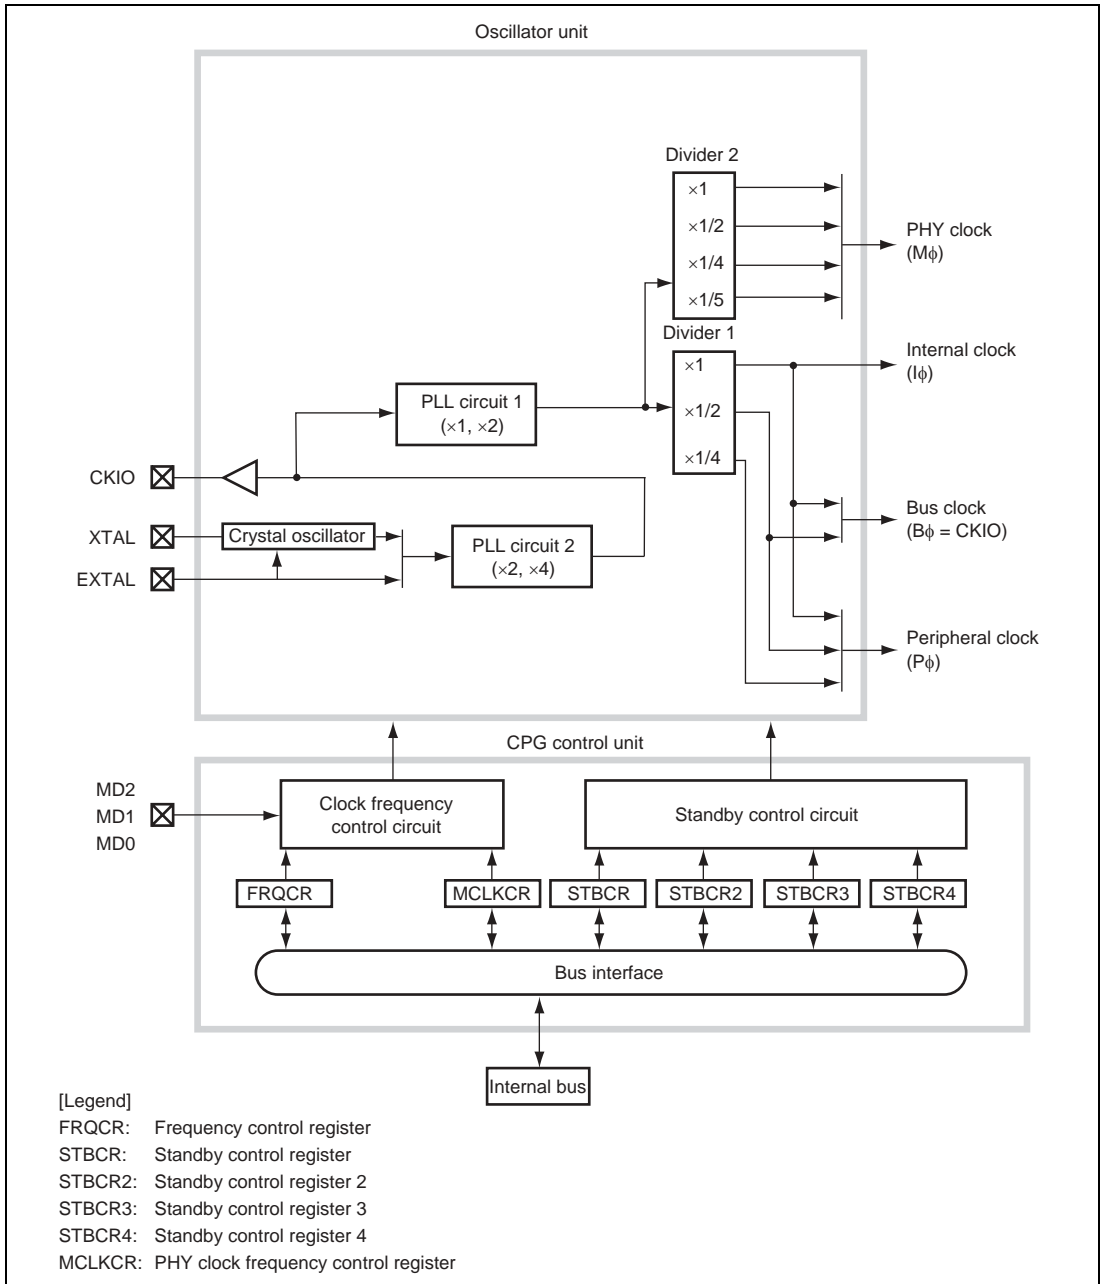 Oscillator unit
Divider 2
×1
×1/2
×1/4
×1/5
PHY clock
(Mϕ)
Divider 1
×1
×1/2
×1/4
Internal clock
(Iϕ)
PLL circuit 1
(×1, ×2)
CKIO
Bus clock
(Bϕ = CKIO)
XTAL
Crystal oscillator
PLL circuit 2
(×2, ×4)
EXTAL
Peripheral clock
(Pϕ)
CPG control unit
MD2
MD1
MD0
Clock frequency
control circuit
Standby control circuit
FRQCR
MCLKCR
STBCR
STBCR2
STBCR3
STBCR4
Bus interface
Internal bus
[Legend]
FRQCR: Frequency control register
STBCR: Standby control register
STBCR2: Standby control register 2
STBCR3: Standby control register 3
STBCR4: Standby control register 4
MCLKCR: PHY clock frequency control register